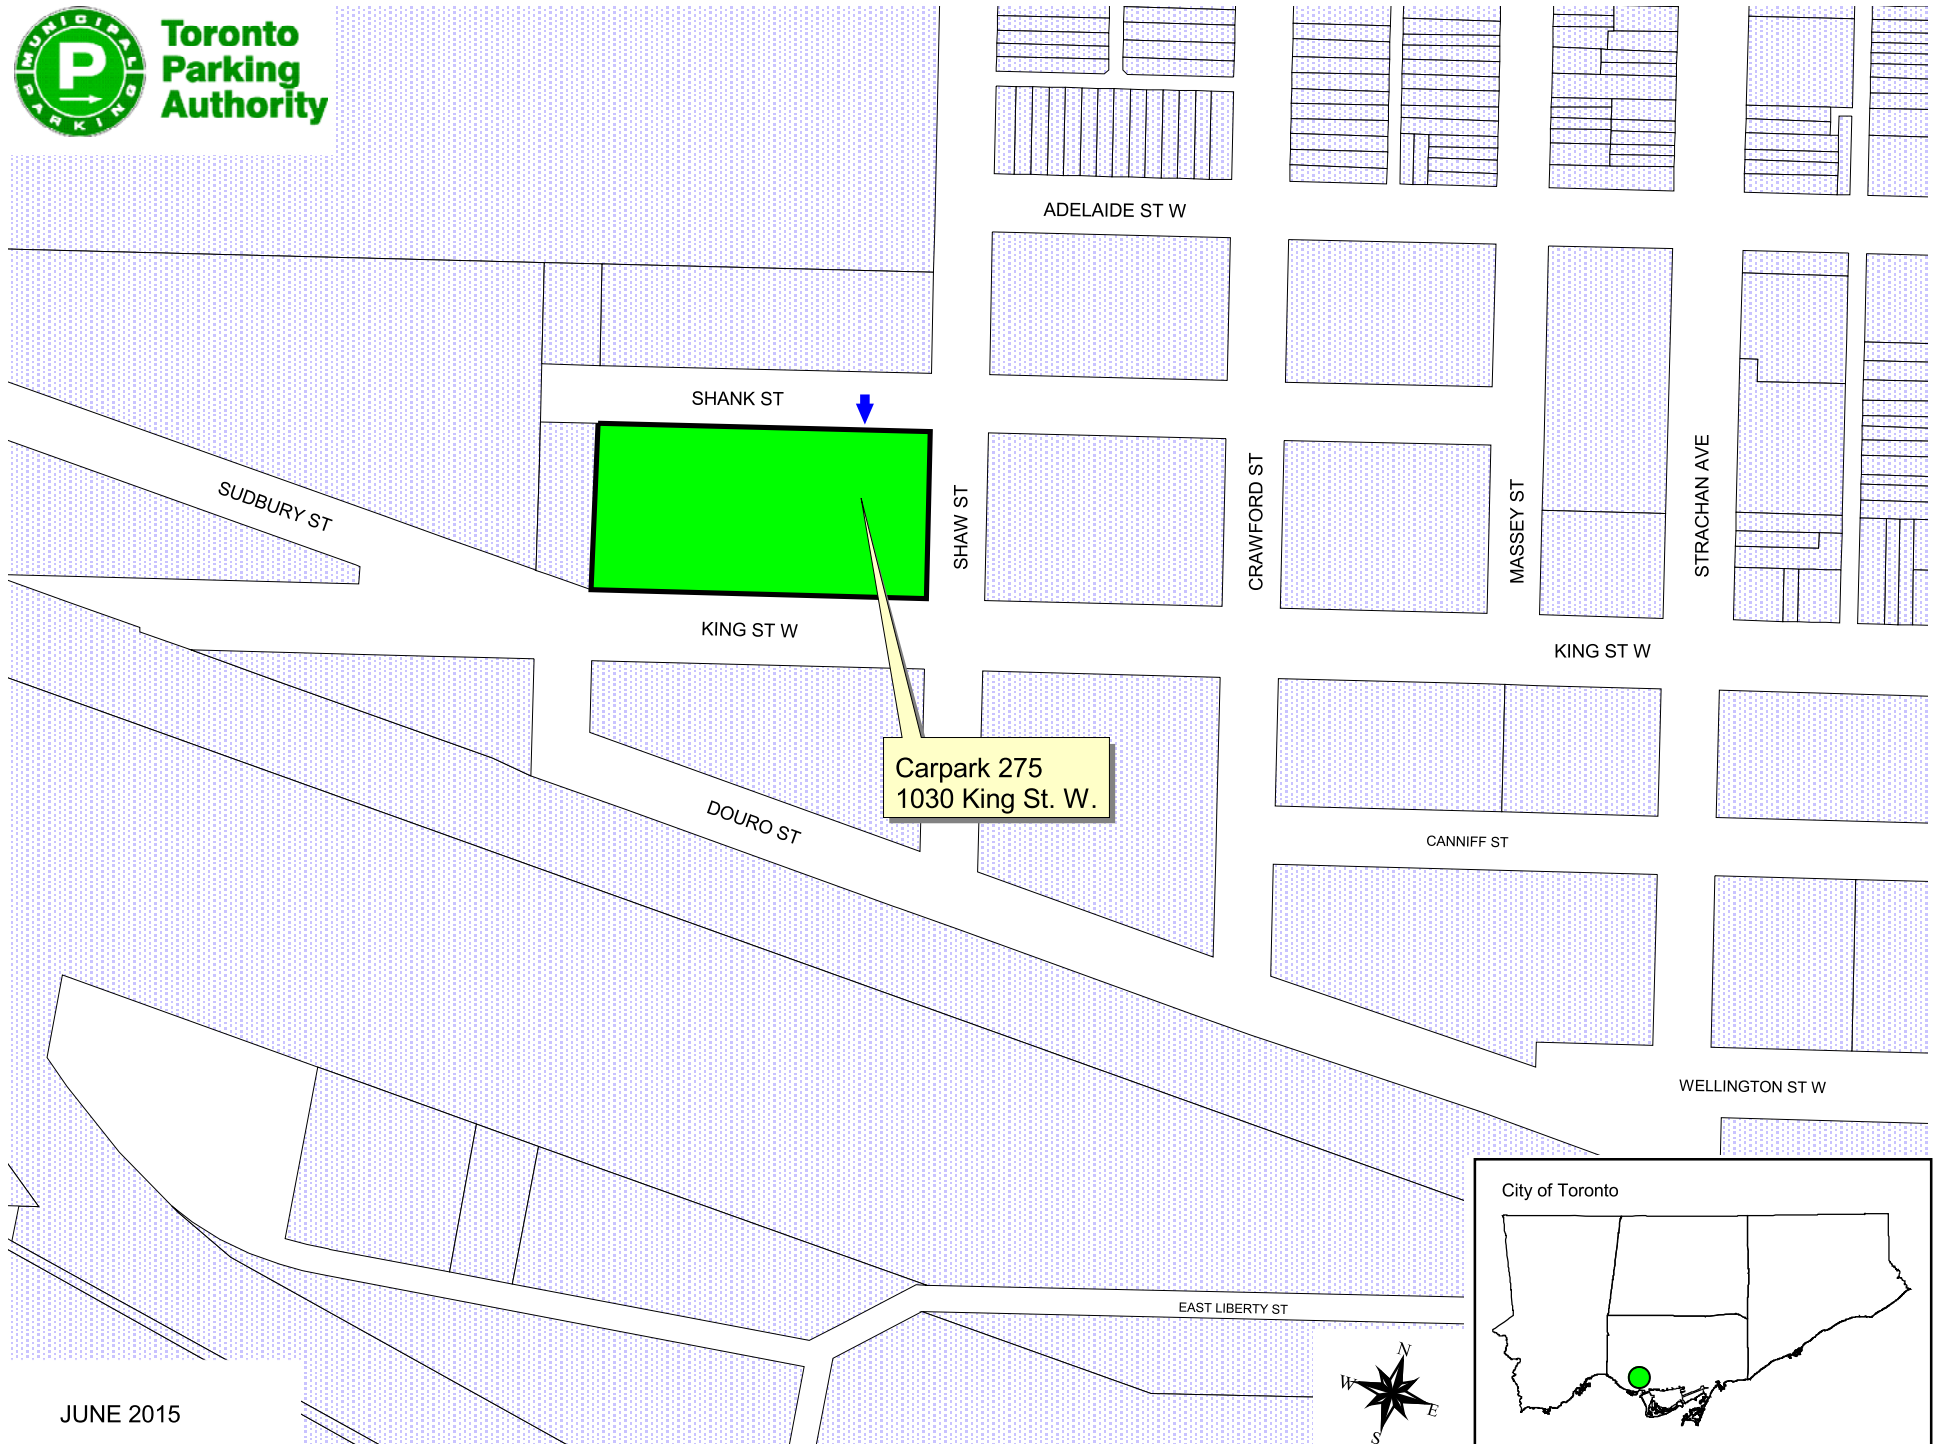 MUNICIPAL
P
PARKING
Toronto
Parking
Authority
ADELAIDE ST W
SHANK ST
SUDBURY ST
SHAW ST
CRAWFORD ST
MASSEY ST
STRACHAN AVE
KING ST W
KING ST W
Carpark 275
1030 King St. W.
DOURO ST
CANNIFF ST
WELLINGTON ST W
City of Toronto
EAST LIBERTY ST
N
W
E
S
JUNE 2015